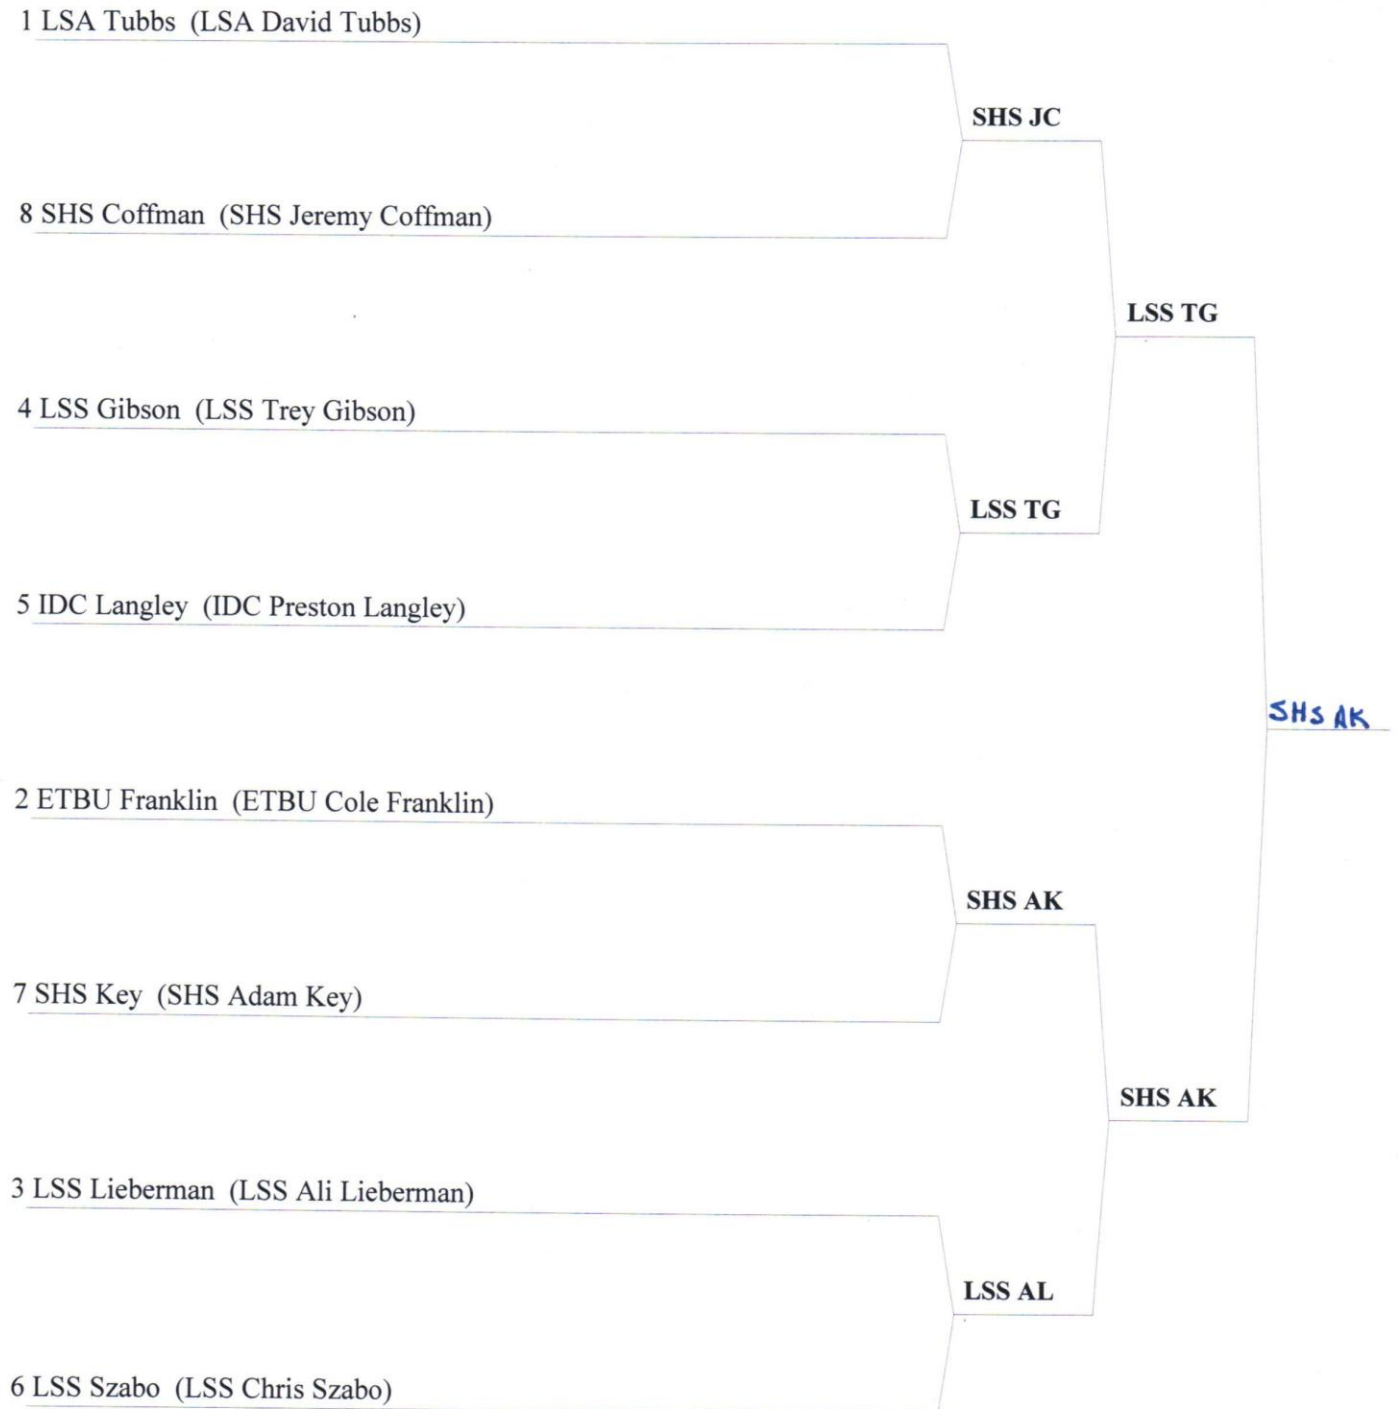 1 LSA Tubbs (LSA David Tubbs)
SHS JC
8 SHS Coffman (SHS Jeremy Coffman)
LSS TG
4 LSS Gibson (LSS Trey Gibson)
LSS TG
5 IDC Langley (IDC Preston Langley)
SHS AK
2 ETBU Franklin (ETBU Cole Franklin)
SHS AK
7 SHS Key (SHS Adam Key)
SHS AK
3 LSS Lieberman (LSS Ali Lieberman)
LSS AL
6 LSS Szabo (LSS Chris Szabo)